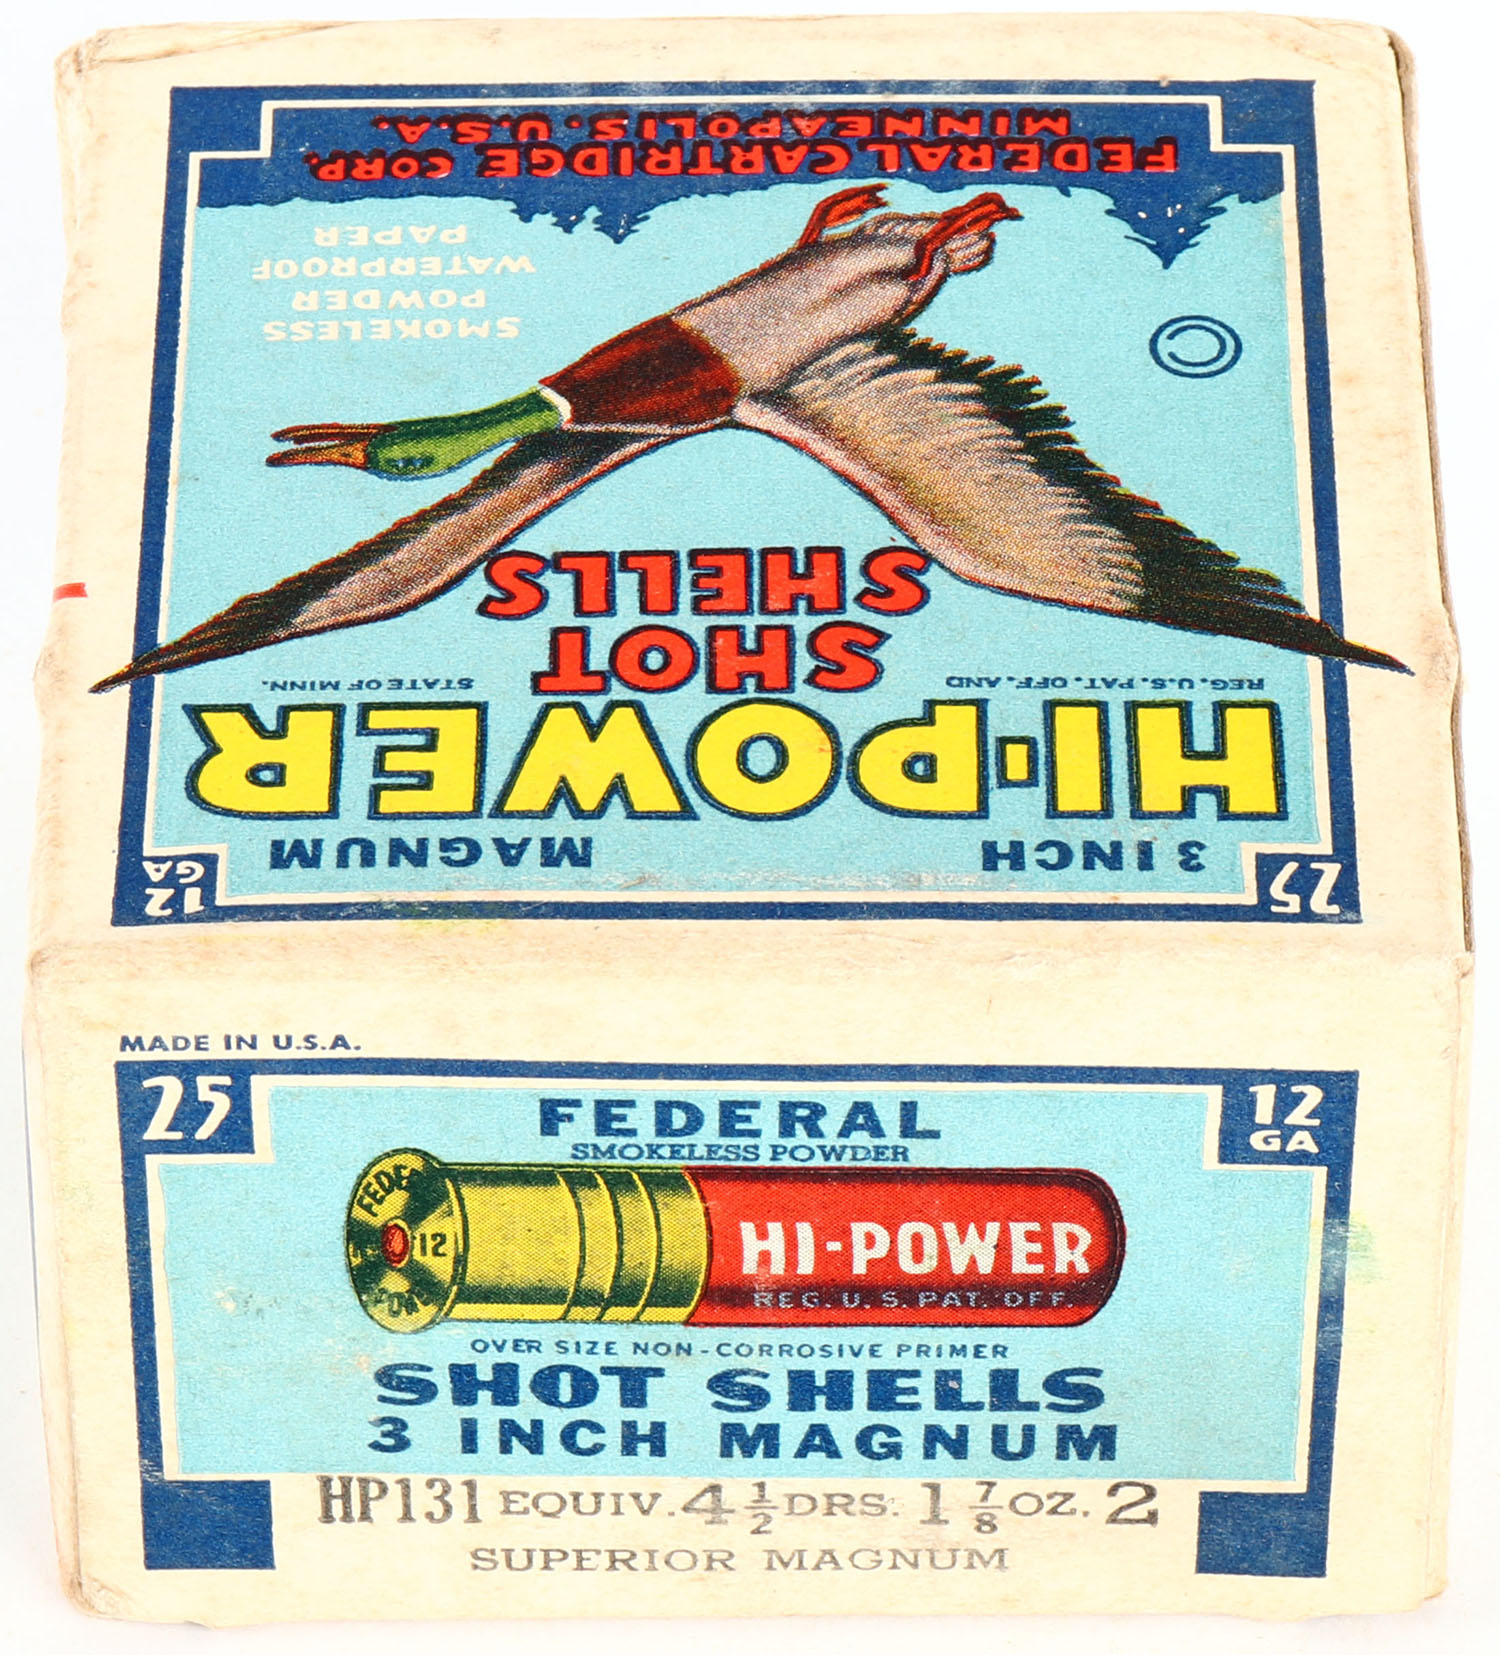 25
3 INCH MAGNUM
12
GA
HI-POWER
REG. U.S. PAT. OFF. AND STATE OF MINN.
SHOT
SHELLS
©
SMOKELESS
POWDER
WATERPROOF
PAPER
FEDERAL CARTRIDGE CORP.
MINNEAPOLIS. U.S.A.
MADE IN U.S.A.
25
12
GA
FEDERAL
SMOKELESS POWDER
12
HI-POWER
REG. U. S. PAT. OFF.
OVER SIZE NON-CORROSIVE PRIMER
SHOT SHELLS
3 INCH MAGNUM
HP131 EQUIV. 4 1/2 DRS. 1 7/8 OZ. 2
SUPERIOR MAGNUM